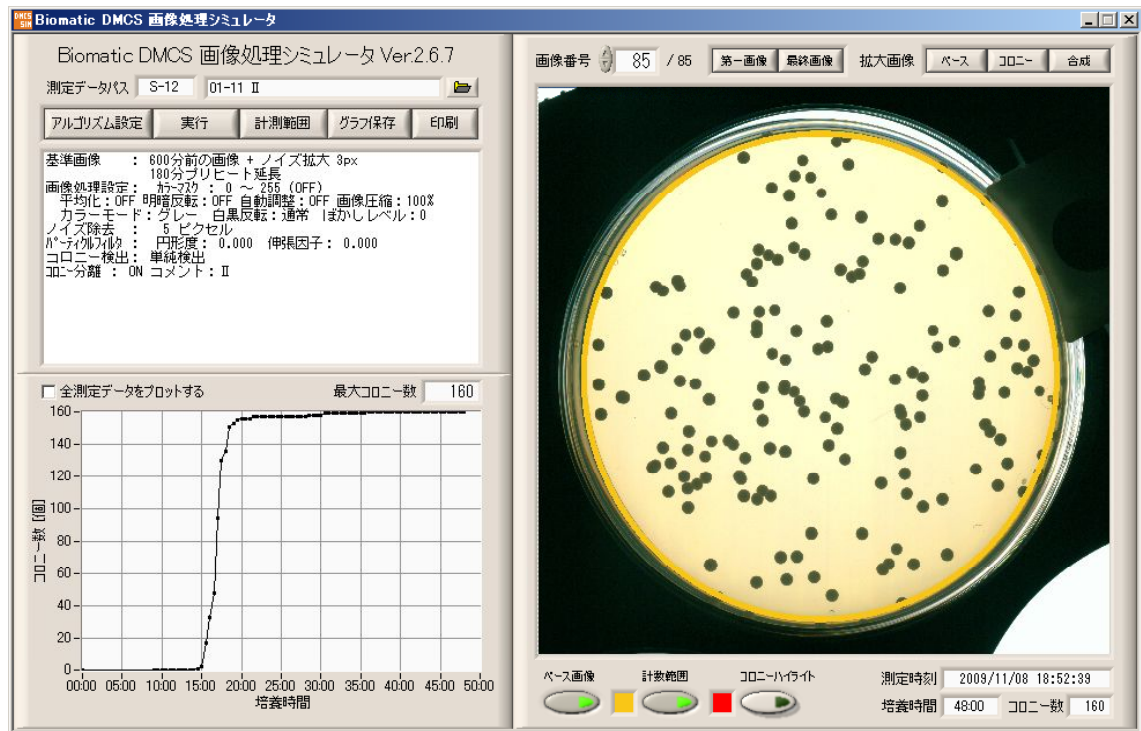 Biomatic DMCS 画像処理シミュレータ
Biomatic DMCS 画像処理シミュレータ Ver.2.6.7
測定データパス S-12 01-11 Ⅱ
アルゴリズム設定 実行 計測範囲 グラフ保存 印刷
基準画像 : 600分前の画像 + ノイズ拡大 3px
180分プリヒート延長
画像処理設定: カラーマスク : 0 ～ 255 (OFF)
平均化:OFF 明暗反転:OFF 自動調整:OFF 画像圧縮:100%
カラーモード:グレー 白黒反転:通常 ぼかしレベル:0
ノイズ除去 : 5 ピクセル
パーティクルフィルタ : 円形度: 0.000 伸張因子: 0.000
コロニー検出: 単純検出
コロニー分離 : ON コメント:Ⅱ
全測定データをプロットする 最大コロニー数 160
コロニー数 [個]
160
140
120
100
80
60
40
20
0
00:00 05:00 10:00 15:00 20:00 25:00 30:00 35:00 40:00 45:00 50:00
培養時間
画像番号 85 / 85 第一画像 最終画像 拡大画像 ベース コロニー 合成
ベース画像 計数範囲 コロニーハイライト
測定時刻 2009/11/08 18:52:39
培養時間 48:00 コロニー数 160